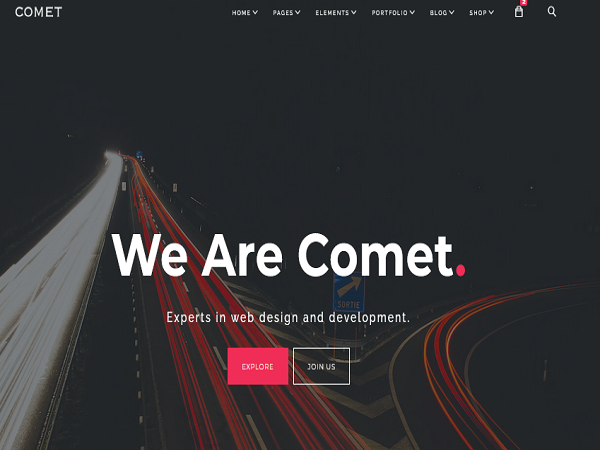 COMET
HOME PAGES ELEMENTS PORTFOLIO BLOG SHOP 2
We Are Comet.
SORTIE
Experts in web design and development.
EXPLORE JOIN US